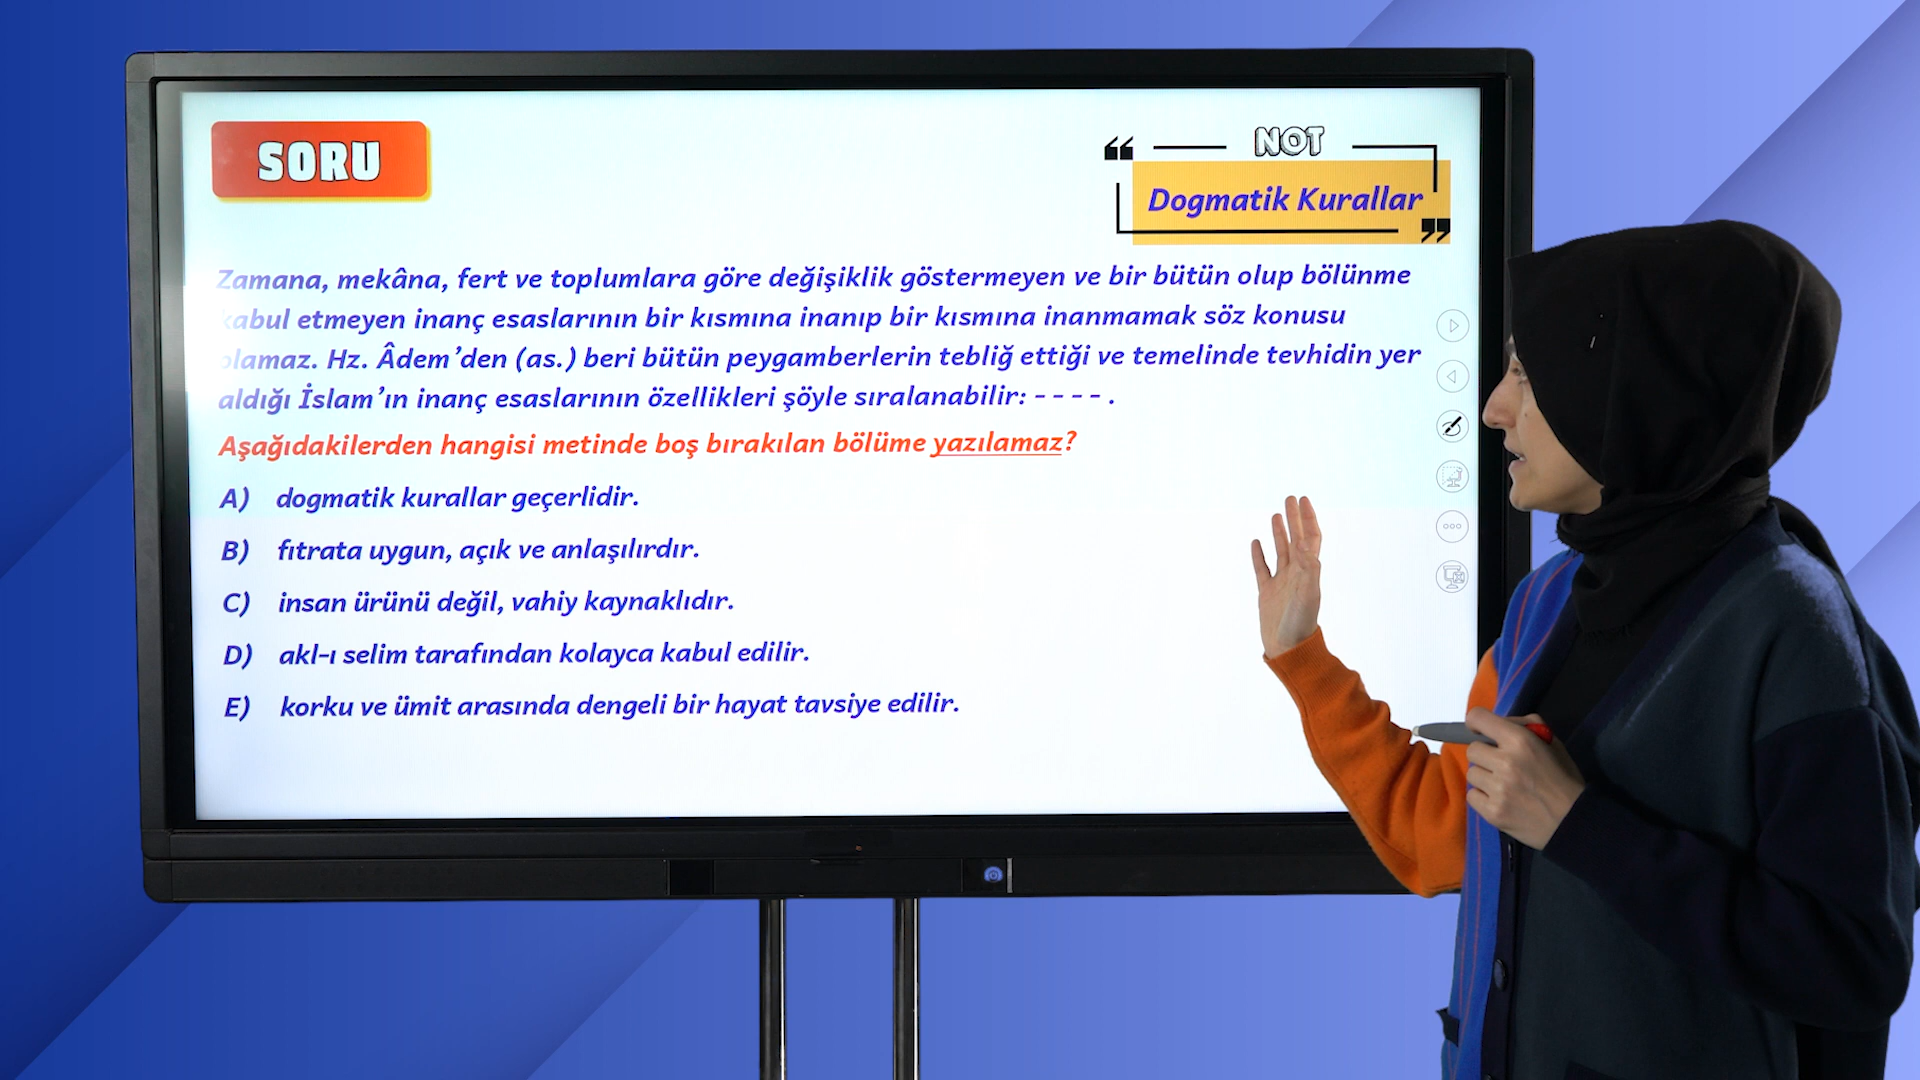 SORU
NOT
Dogmatik Kurallar
Zamana, mekâna, fert ve toplumlara göre değişiklik göstermeyen ve bir bütün olup bölünme
kabul etmeyen inanç esaslarının bir kısmına inanıp bir kısmına inanmamak söz konusu
olamaz. Hz. Âdem’den (as.) beri bütün peygamberlerin tebliğ ettiği ve temelinde tevhidin yer
aldığı İslam’ın inanç esaslarının özellikleri şöyle sıralanabilir: - - - - .
Aşağıdakilerden hangisi metinde boş bırakılan bölüme yazılamaz?
A) dogmatik kurallar geçerlidir.
B) fıtrata uygun, açık ve anlaşılırdır.
C) insan ürünü değil, vahiy kaynaklıdır.
D) akl-ı selim tarafından kolayca kabul edilir.
E) korku ve ümit arasında dengeli bir hayat tavsiye edilir.